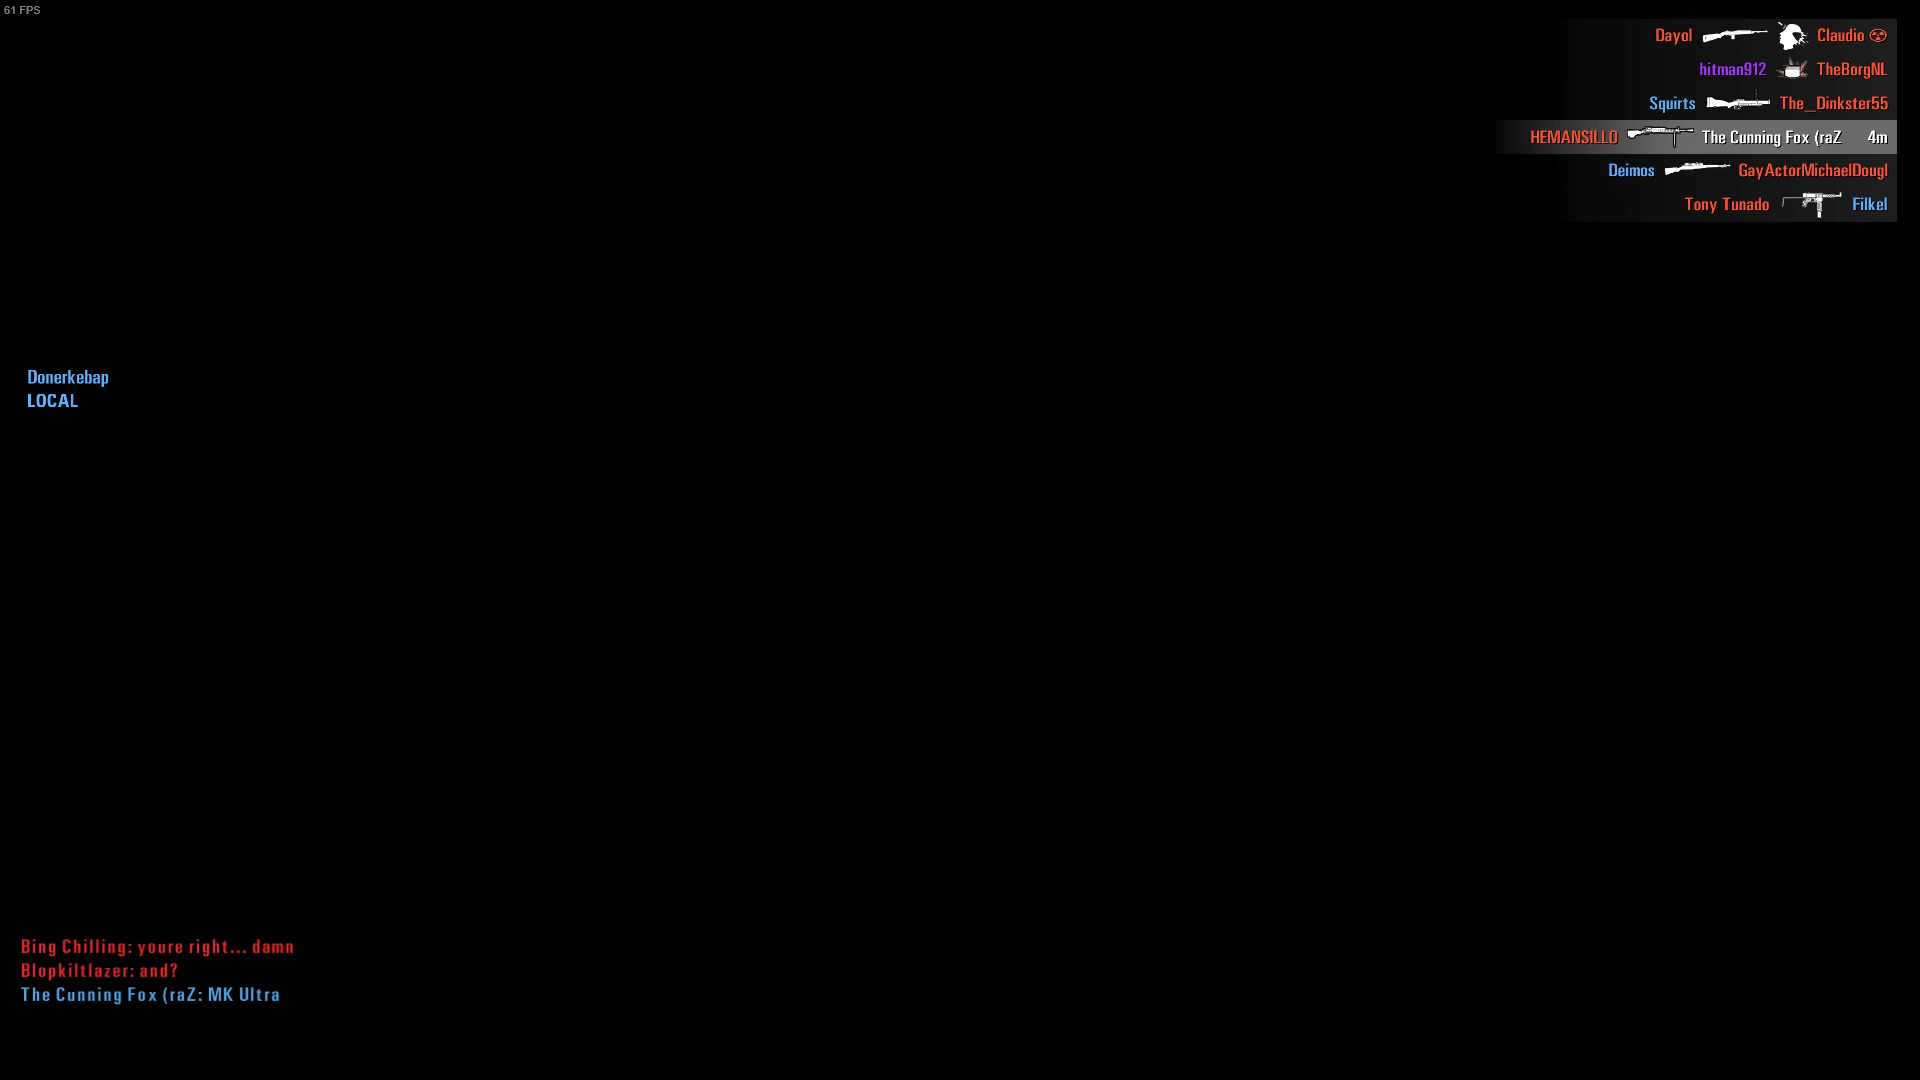 61 FPS
Dayol Claudio
hitman912 TheBorgNL
Squirts The_Dinkster55
HEMANSILLO The Cunning Fox (raZ 4m
Deimos GayActorMichaelDougl
Tony Tunado Filkel
Donerkebap
LOCAL
Bing Chilling: youre right... damn
Blopkiltlazer: and?
The Cunning Fox (raZ: MK Ultra